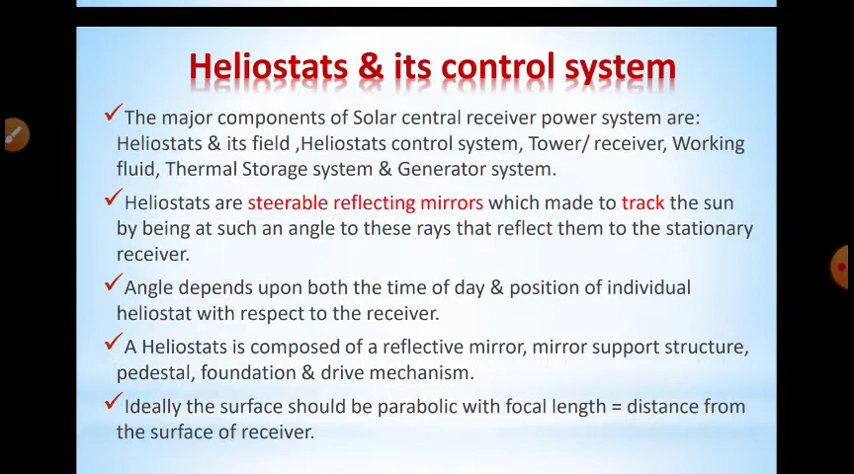 Heliostats & its control system
✓The major components of Solar central receiver power system are:
Heliostats & its field ,Heliostats control system, Tower/ receiver, Working
fluid, Thermal Storage system & Generator system.
✓Heliostats are steerable reflecting mirrors which made to track the sun
by being at such an angle to these rays that reflect them to the stationary
receiver.
✓Angle depends upon both the time of day & position of individual
heliostat with respect to the receiver.
✓A Heliostats is composed of a reflective mirror, mirror support structure,
pedestal, foundation & drive mechanism.
✓Ideally the surface should be parabolic with focal length = distance from
the surface of receiver.